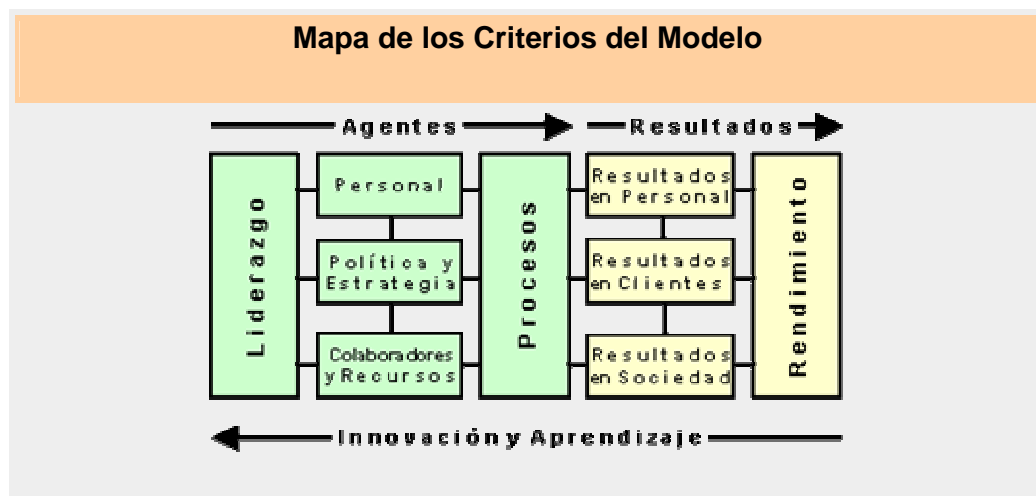 Mapa de los Criterios del Modelo
Agentes
Resultados
Liderazgo
Personal
Política y
Estrategia
Colaboradores
y Recursos
Procesos
Resultados
en Personal
Resultados
en Clientes
Resultados
en Sociedad
Rendimiento
Innovación y Aprendizaje